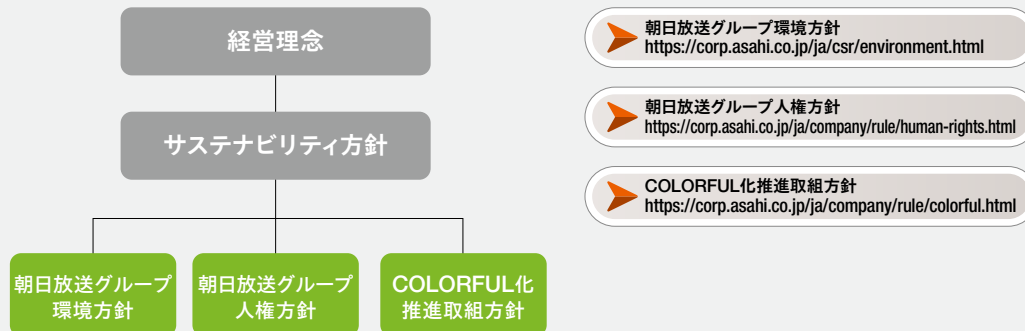 経営理念
サステナビリティ方針
朝日放送グループ
環境方針
朝日放送グループ
人権方針
COLORFUL化
推進取組方針
朝日放送グループ環境方針
https://corp.asahi.co.jp/ja/csr/environment.html
朝日放送グループ人権方針
https://corp.asahi.co.jp/ja/company/rule/human-rights.html
COLORFUL化推進取組方針
https://corp.asahi.co.jp/ja/company/rule/colorful.html